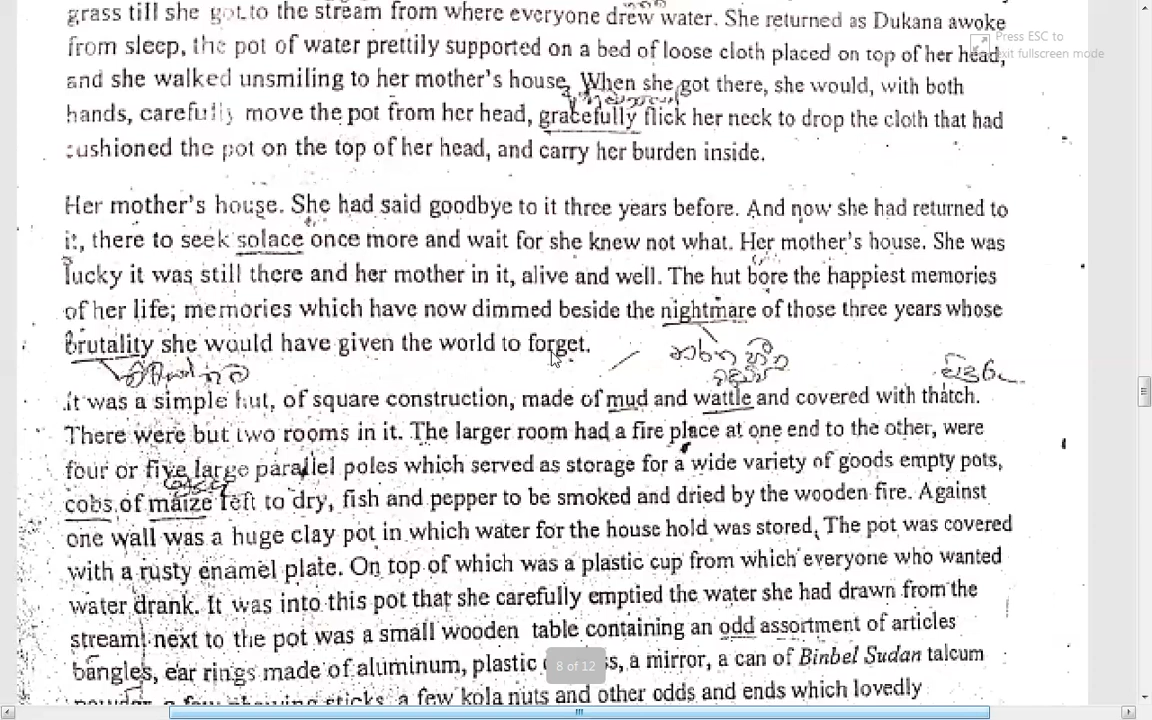 grass till she got to the stream from where everyone drew water. She returned as Dukana awoke
from sleep, the pot of water prettily supported on a bed of loose cloth placed on top of her head,
Press ESC to
exit fullscreen mode
and she walked unsmiling to her mother's house. When she got there, she would, with both
hands, carefully move the pot from her head, gracefully flick her neck to drop the cloth that had
cushioned the pot on the top of her head, and carry her burden inside.
Her mother's house. She had said goodbye to it three years before. And now she had returned to
it, there to seek solace once more and wait for she knew not what. Her mother's house. She was
lucky it was still there and her mother in it, alive and well. The hut bore the happiest memories
of her life; memories which have now dimmed beside the nightmare of those three years whose
brutality she would have given the world to forget.
It was a simple hut, of square construction, made of mud and wattle and covered with thatch.
There were but two rooms in it. The larger room had a fire place at one end to the other, were
four or five large parallel poles which served as storage for a wide variety of goods empty pots,
cobs of maize left to dry, fish and pepper to be smoked and dried by the wooden fire. Against
one wall was a huge clay pot in which water for the house hold was stored. The pot was covered
with a rusty enamel plate. On top of which was a plastic cup from which everyone who wanted
water drank. It was into this pot that she carefully emptied the water she had drawn from the
stream next to the pot was a small wooden table containing an odd assortment of articles
bangles, ear rings made of aluminum, plastic a mirror, a can of Binbel Sudan talcum
8 of 12
a few sticks, a few kola nuts and other odds and ends which lovedly